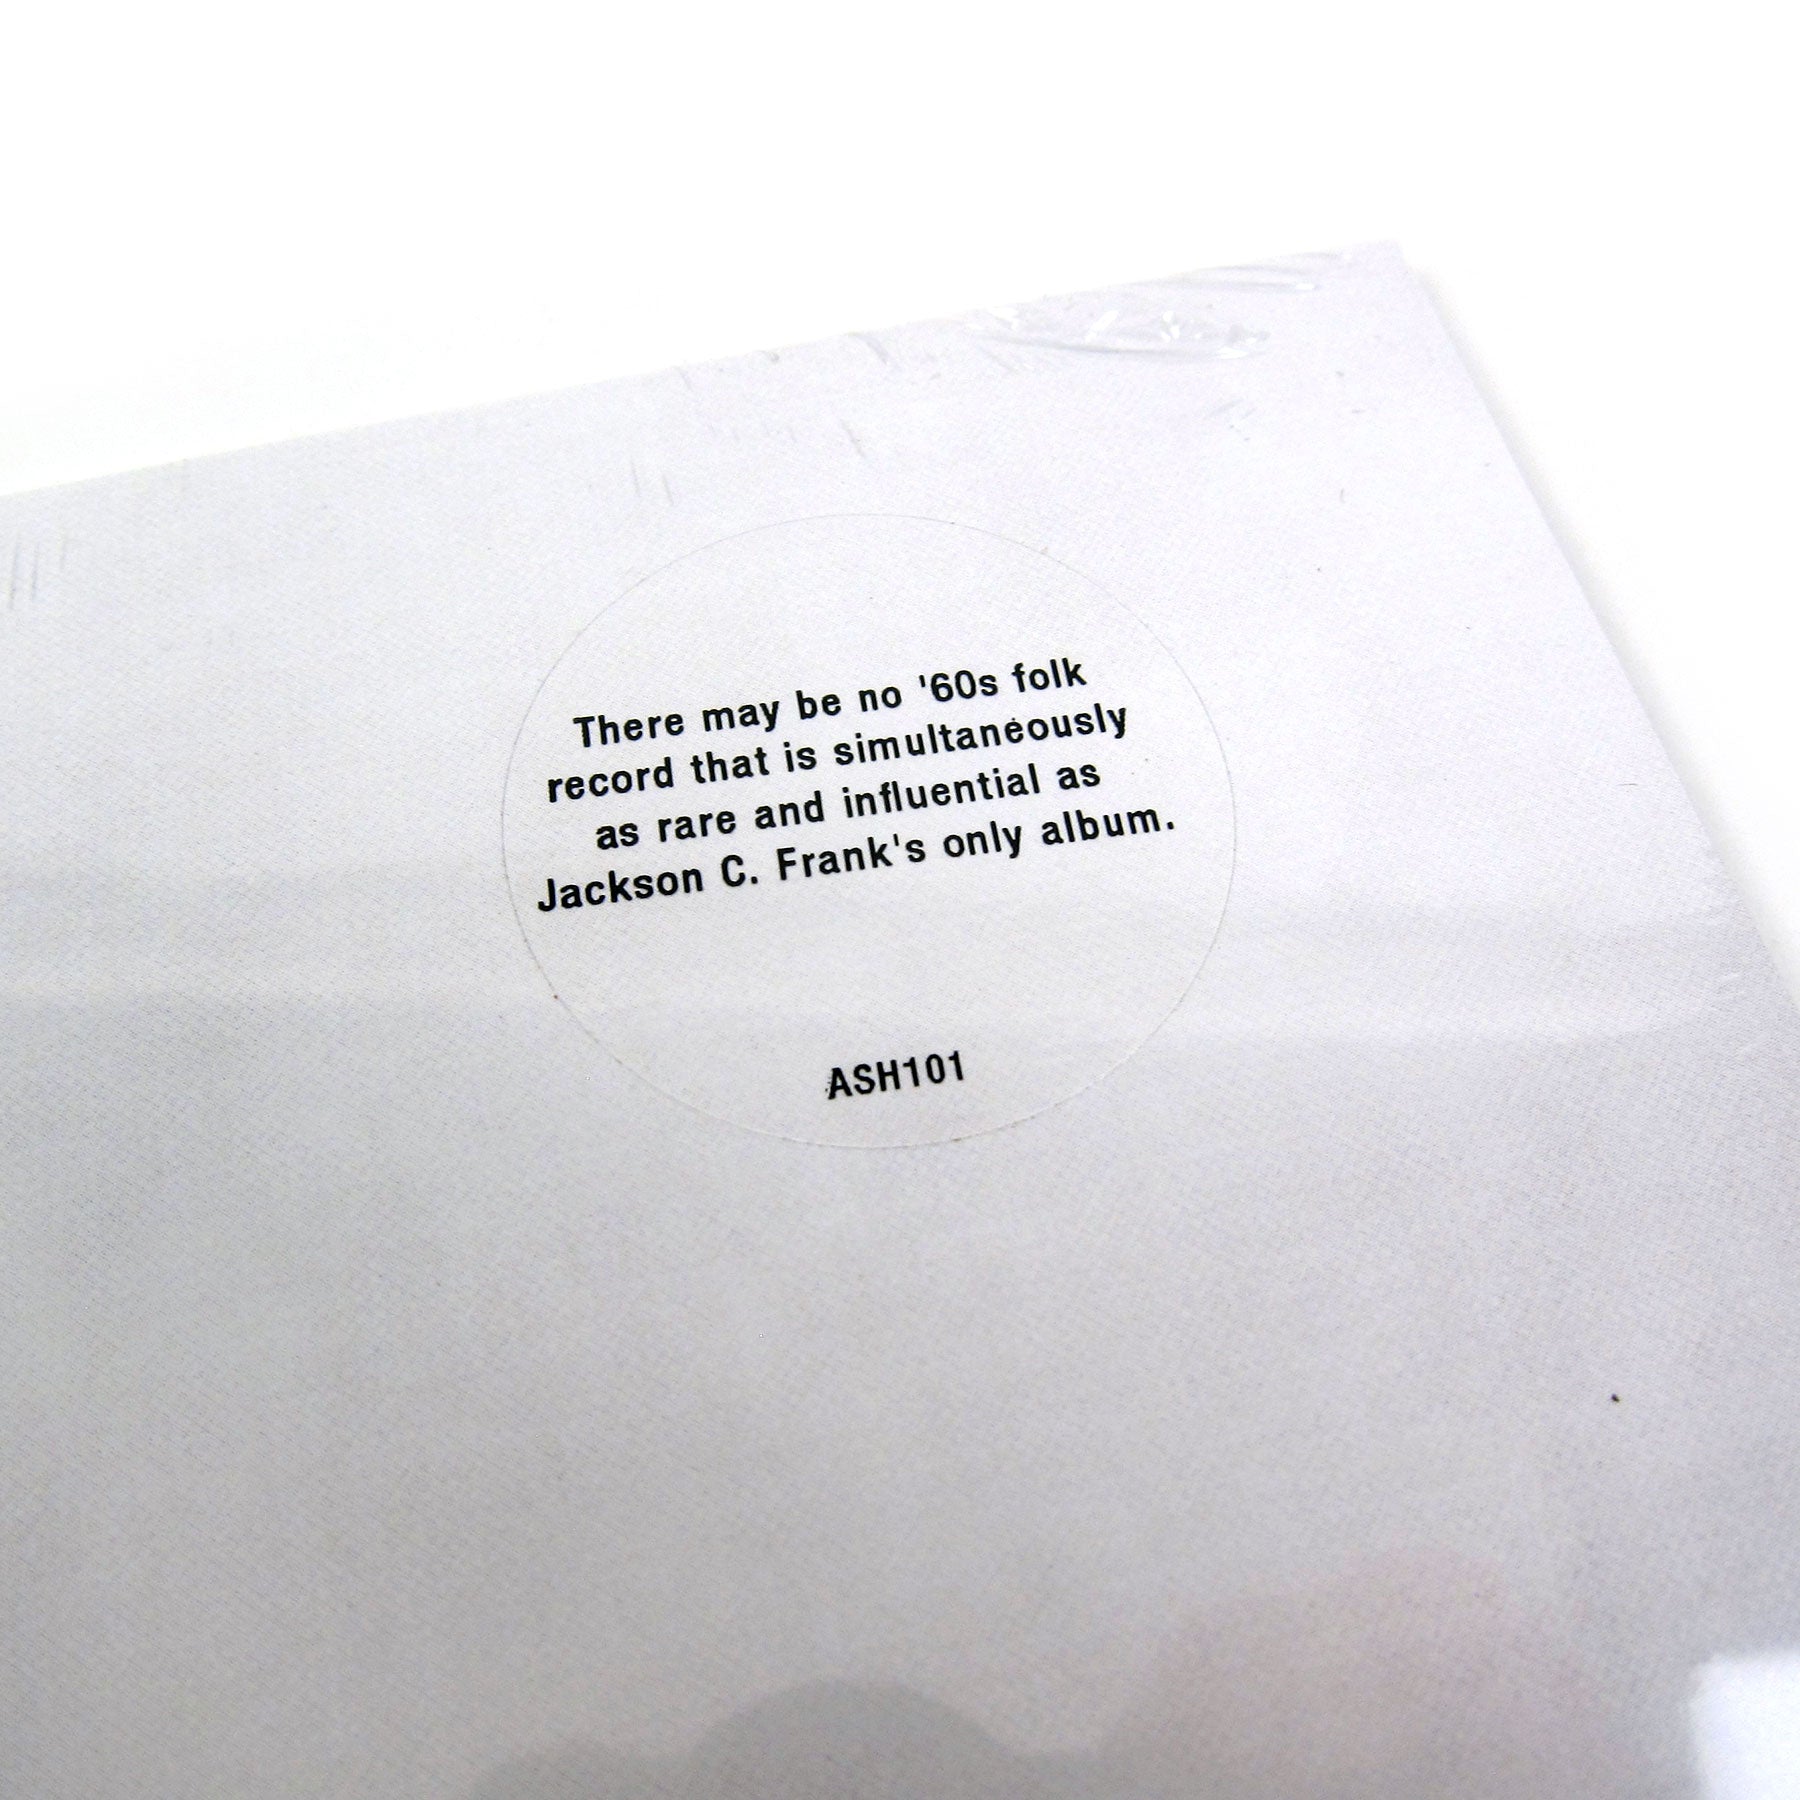 There may be no '60s folk
record that is simultaneously
as rare and influential as
Jackson C. Frank's only album.
ASH101